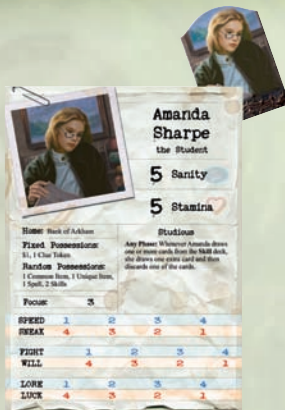 Amanda
Sharpe
the Student
5 Sanity
5 Stamina
Home: Bank of Arkham
Fixed Possessions:
$1, 1 Clue Token
Random Possessions:
1 Common Item, 1 Unique Item,
1 Spell, 2 Skills
Studious
Any Phase: Whenever Amanda draws
one or more cards from the Skill deck,
she draws one extra card and then
discards one of the cards.
Focus: 3
SPEED 1 2 3 4
SNEAK 4 3 2 1
FIGHT 1 2 3 4
WILL 4 3 2 1
LORE 1 2 3 4
LUCK 4 3 2 1